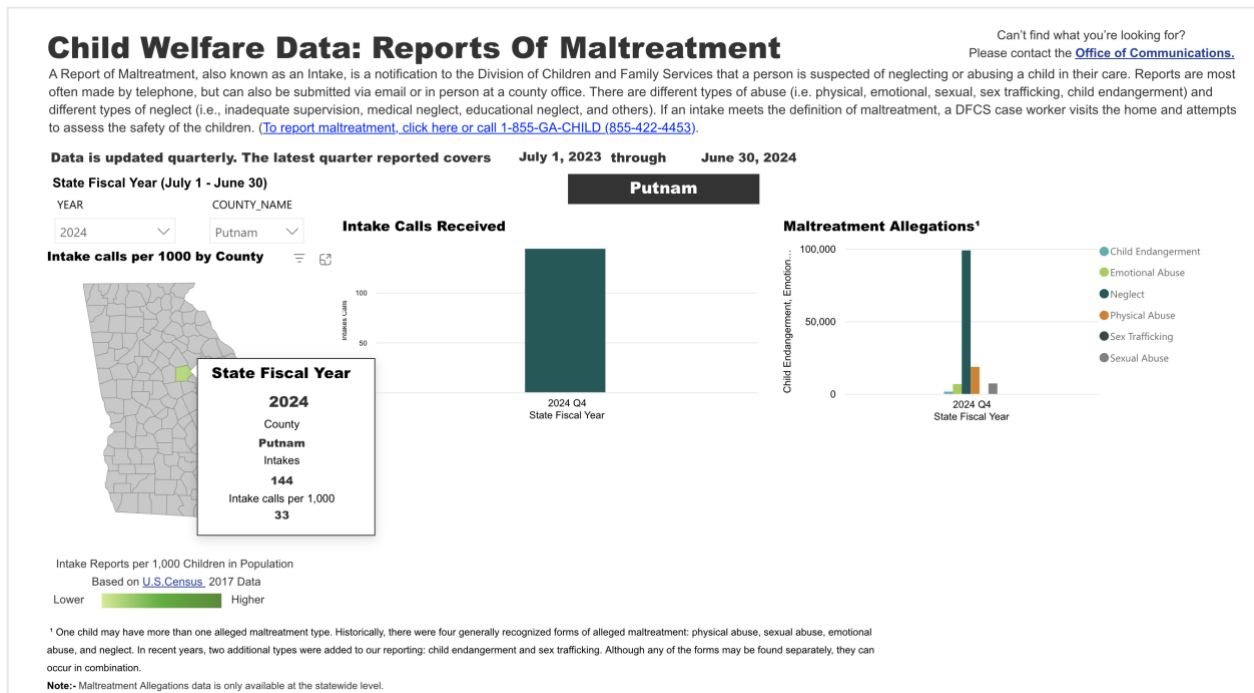 Child Welfare Data: Reports Of Maltreatment
Can't find what you're looking for?
Please contact the Office of Communications.
A Report of Maltreatment, also known as an Intake, is a notification to the Division of Children and Family Services that a person is suspected of neglecting or abusing a child in their care. Reports are most
often made by telephone, but can also be submitted via email or in person at a county office. There are different types of abuse (i.e. physical, emotional, sexual, sex trafficking, child endangerment) and
different types of neglect (i.e., inadequate supervision, medical neglect, educational neglect, and others). If an intake meets the definition of maltreatment, a DFCS case worker visits the home and attempts
to assess the safety of the children. (To report maltreatment, click here or call 1-855-GA-CHILD (855-422-4453).
Data is updated quarterly. The latest quarter reported covers July 1, 2023 through June 30, 2024
State Fiscal Year (July 1 - June 30)
Putnam
YEAR COUNTY_NAME
2024 Putnam
Intake calls per 1000 by County
State Fiscal Year
2024
County
Putnam
Intakes
144
Intake calls per 1,000
33
Intake Reports per 1,000 Children in Population
Based on U.S.Census 2017 Data
Lower Higher
Intake Calls Received
Intakes Calls
100
50
2024 Q4
State Fiscal Year
Maltreatment Allegations¹
Child Endangerment, Emotion...
100,000
50,000
0
2024 Q4
State Fiscal Year
Child Endangerment
Emotional Abuse
Neglect
Physical Abuse
Sex Trafficking
Sexual Abuse
¹ One child may have more than one alleged maltreatment type. Historically, there were four generally recognized forms of alleged maltreatment: physical abuse, sexual abuse, emotional
abuse, and neglect. In recent years, two additional types were added to our reporting: child endangerment and sex trafficking. Although any of the forms may be found separately, they can
occur in combination.
Note:- Maltreatment Allegations data is only available at the statewide level.